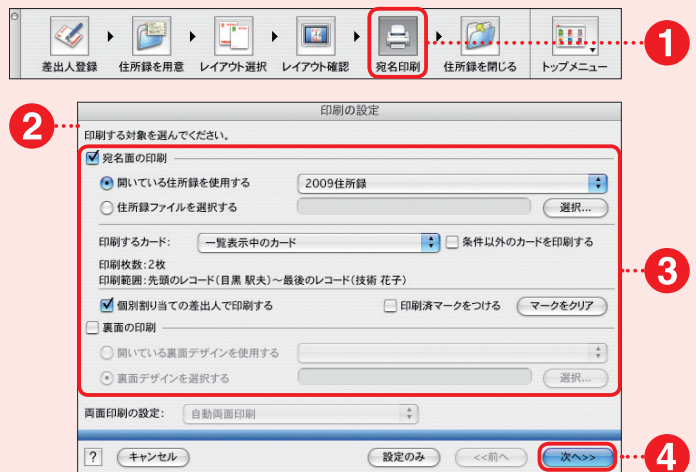 差出人登録 住所録を用意 レイアウト選択 レイアウト確認 宛名印刷 住所録を閉じる トップメニュー
1
印刷の設定
2
印刷する対象を選んでください。
宛名面の印刷
開いている住所録を使用する 2009住所録
住所録ファイルを選択する 選択...
印刷するカード: 一覧表示中のカード 条件以外のカードを印刷する
印刷枚数:2枚
3
印刷範囲:先頭のレコード(目黒 駅夫)~最後のレコード(技術 花子)
個別割り当ての差出人で印刷する 印刷済マークをつける マークをクリア
裏面の印刷
開いている裏面デザインを使用する
裏面デザインを選択する 選択...
両面印刷の設定: 自動両面印刷
? キャンセル 設定のみ <<前へ 次へ>> 4